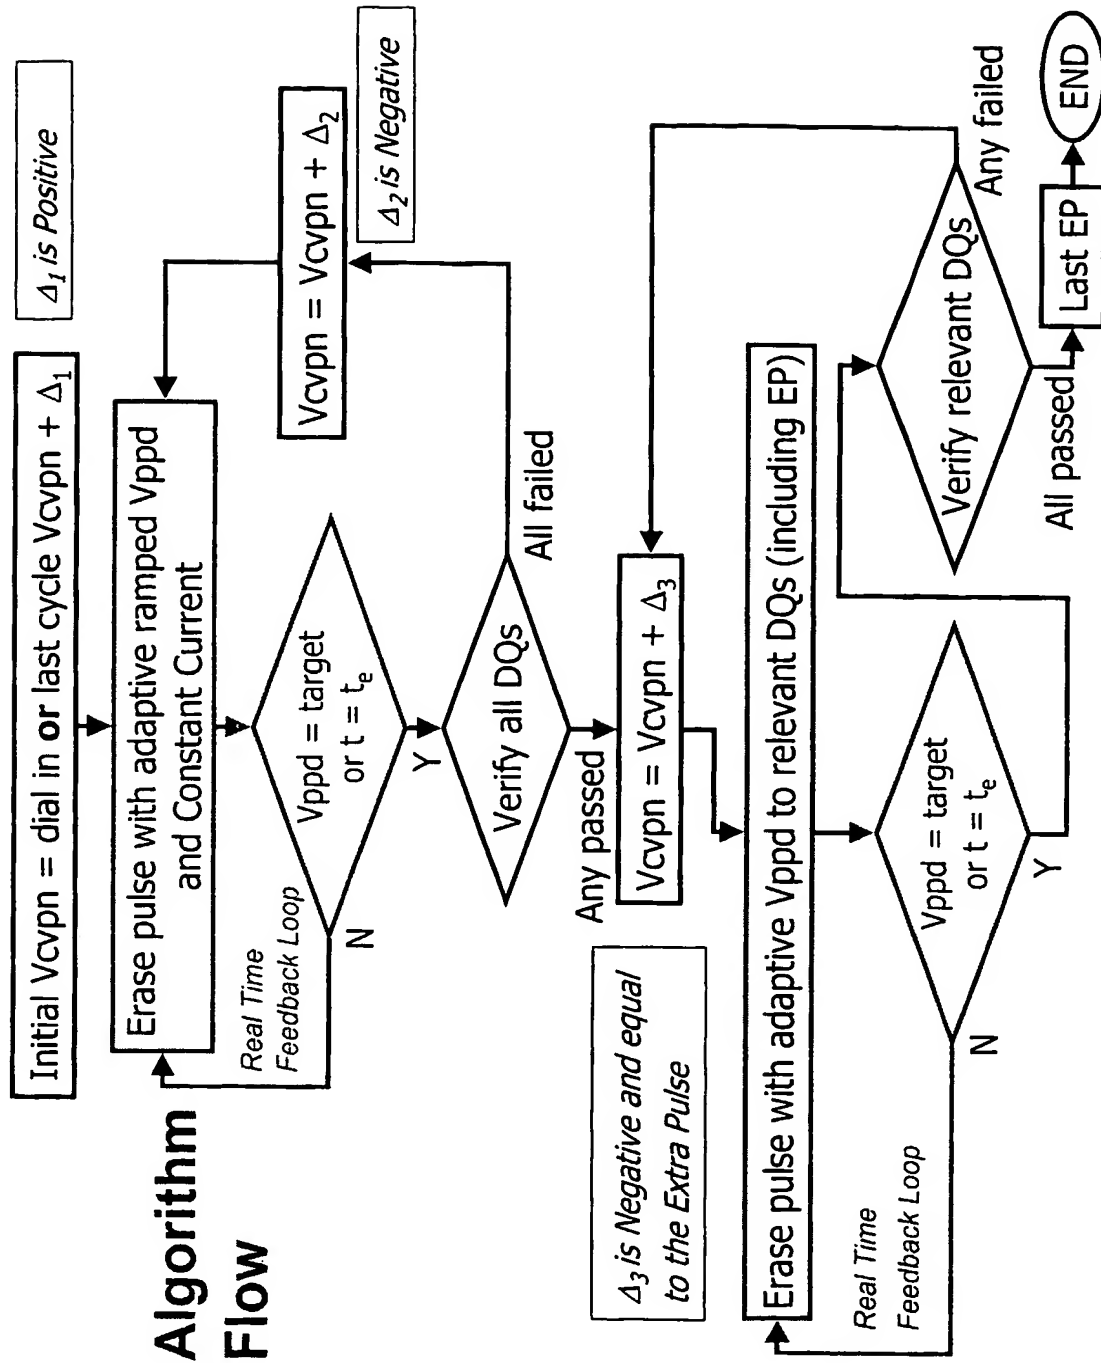 Algorithm
Flow
Initial Vcvpn = dial in or last cycle Vcvpn + Δ1
Δ1 is Positive
Erase pulse with adaptive ramped Vppd
and Constant Current
Vcvpn = Vcvpn + Δ2
Δ2 is Negative
Real Time
Feedback Loop
Vppd = target
or t = te
N
Y
Verify all DQs
All failed
Any passed
Δ3 is Negative and equal
to the Extra Pulse
Vcvpn = Vcvpn + Δ3
Erase pulse with adaptive Vppd to relevant DQs (including EP)
Real Time
Feedback Loop
Vppd = target
or t = te
N
Y
Verify relevant DQs
Any failed
All passed
Last EP
END